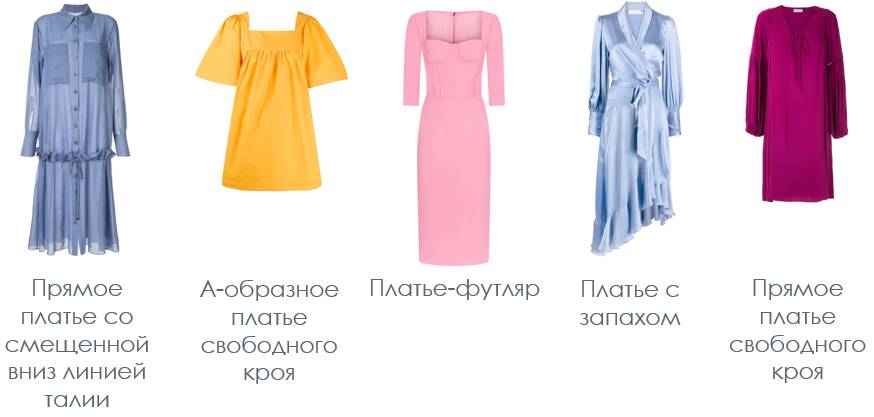 Прямое
платье со
смещенной
вниз линией
талии
А-образное
платье
свободного
кроя
Платье-футляр
Платье с
запахом
Прямое
платье
свободного
кроя